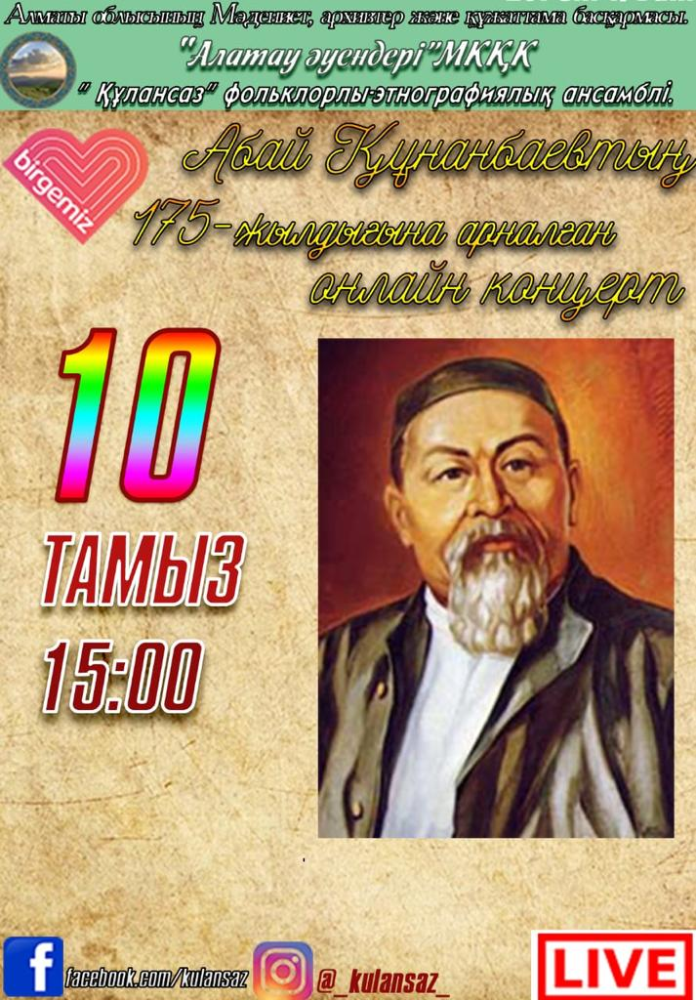 Алматы облысының Мәдениет, архивтер және құжаттама басқармасы.
"Алатау әуендері"МКҚК
" Құлансаз" фольклорлы-этнографиялық ансамблі.
birgemiz
Абай Құнанбаевтың
175-жылдығына арналған
онлайн концерт
10
ТАМЫЗ
15:00
facebook.com/kulansaz
@_kulansaz_
LIVE